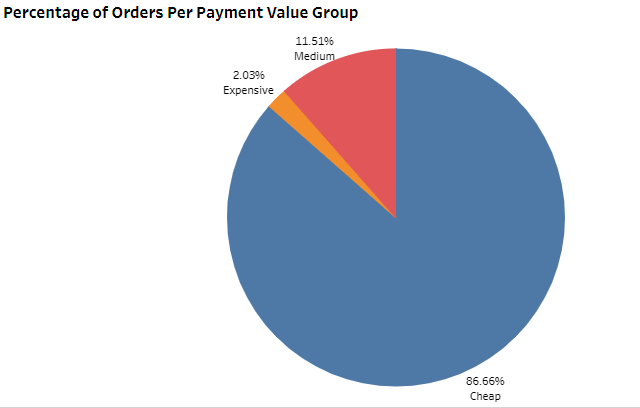 Percentage of Orders Per Payment Value Group
11.51%
Medium
2.03%
Expensive
86.66%
Cheap